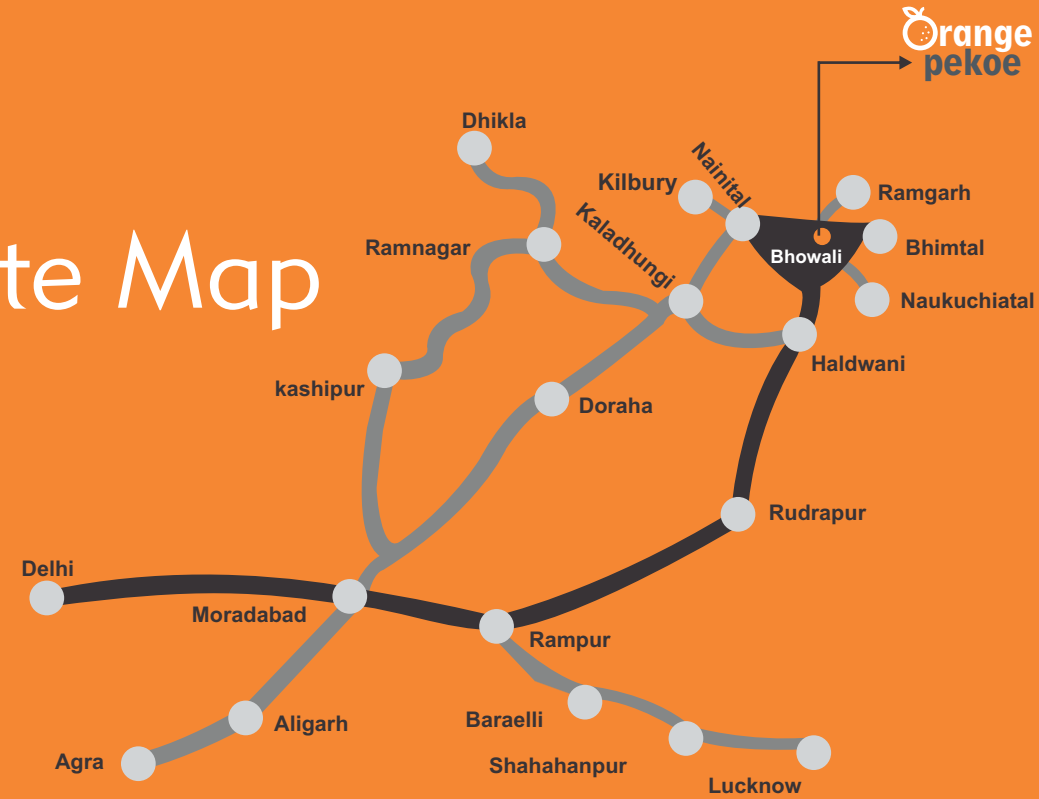 Orange
pekoe
Dhikla
Nainital
Kilbury
Ramgarh
Kaladhungi
Ramnagar
Bhowali
Bhimtal
te Map
Naukuchiatal
Haldwani
kashipur
Doraha
Rudrapur
Delhi
Moradabad
Rampur
Baraelli
Aligarh
Agra
Shahahanpur
Lucknow